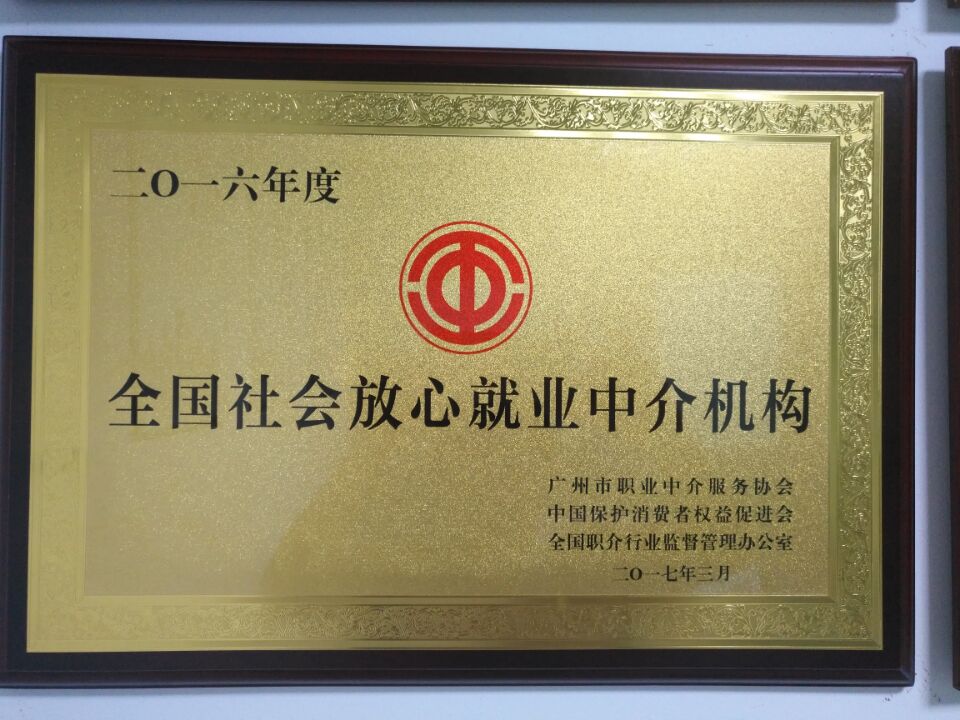 二O一六年度
全国社会放心就业中介机构
广州市职业中介服务协会
中国保护消费者权益促进会
全国职介行业监督管理办公室
二O一七年三月